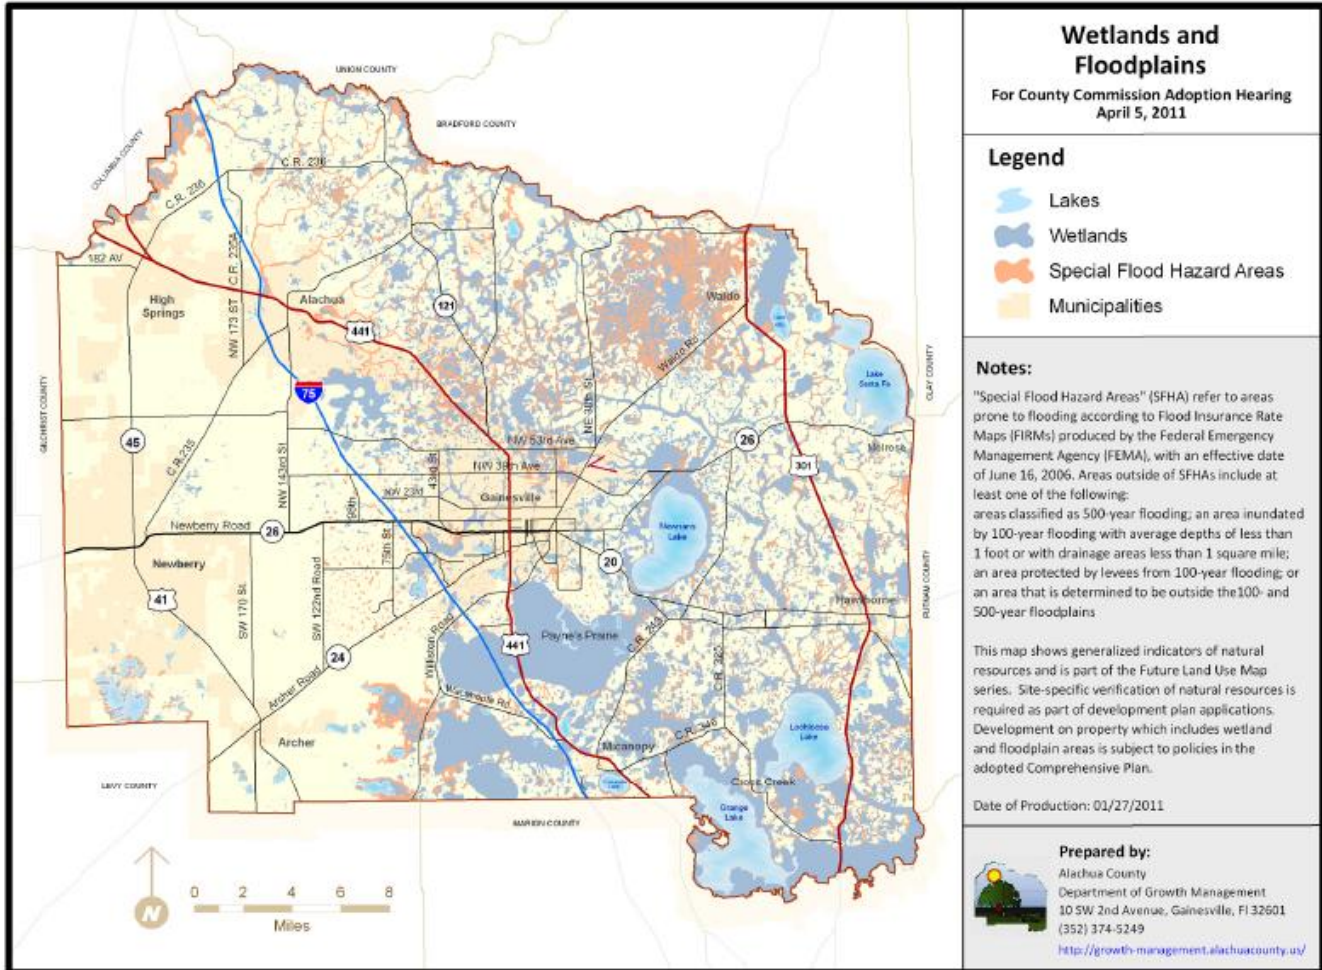 Wetlands and
Floodplains
For County Commission Adoption Hearing
April 5, 2011
Legend
Lakes
Wetlands
Special Flood Hazard Areas
Municipalities
Notes:
"Special Flood Hazard Areas" (SFHA) refer to areas
prone to flooding according to Flood Insurance Rate
Maps (FIRMs) produced by the Federal Emergency
Management Agency (FEMA), with an effective date
of June 16, 2006. Areas outside of SFHAs include at
least one of the following:
areas classified as 500-year flooding; an area inundated
by 100-year flooding with average depths of less than
1 foot or with drainage areas less than 1 square mile;
an area protected by levees from 100-year flooding; or
an area that is determined to be outside the100- and
500-year floodplains
This map shows generalized indicators of natural
resources and is part of the Future Land Use Map
series. Site-specific verification of natural resources is
required as part of development plan applications.
Development on property which includes wetland
and floodplain areas is subject to policies in the
adopted Comprehensive Plan.
Date of Production: 01/27/2011
Prepared by:
Alachua County
Department of Growth Management
10 SW 2nd Avenue, Gainesville, Fl 32601
(352) 374-5249
http://growth-management.alachuacounty.us/
UNION COUNTY
BRADFORD COUNTY
COLUMBIA COUNTY
C.R. 236
C.R. 236
182 AV
C.R. 235A
NW 173 ST
High
Springs
Alachua
441
121
Waldo
Waldo Rd
NE 39th St
Lake
Santa Fe
CLAY COUNTY
GILCHRIST COUNTY
75
45
C.R.235
NW 143rd St
43rd St
NW 53rd Ave
NW 39th Ave
NW 23rd
Gainesville
26
301
Melrose
98th
75th St
Newberry Road
26
Newnans
Lake
20
Newberry
41
SW 170 St.
SW 122nd Road
24
Archer Road
Williston Road
441
Payne's Prairie
C.R. 325
Hawthorne
PUTNAM COUNTY
Wacahoota Rd
Archer
Micanopy
C.R. 346
Lochloosa
Lake
Cross Creek
Orange
Lake
LEVY COUNTY
MARION COUNTY
N
0 2 4 6 8
Miles